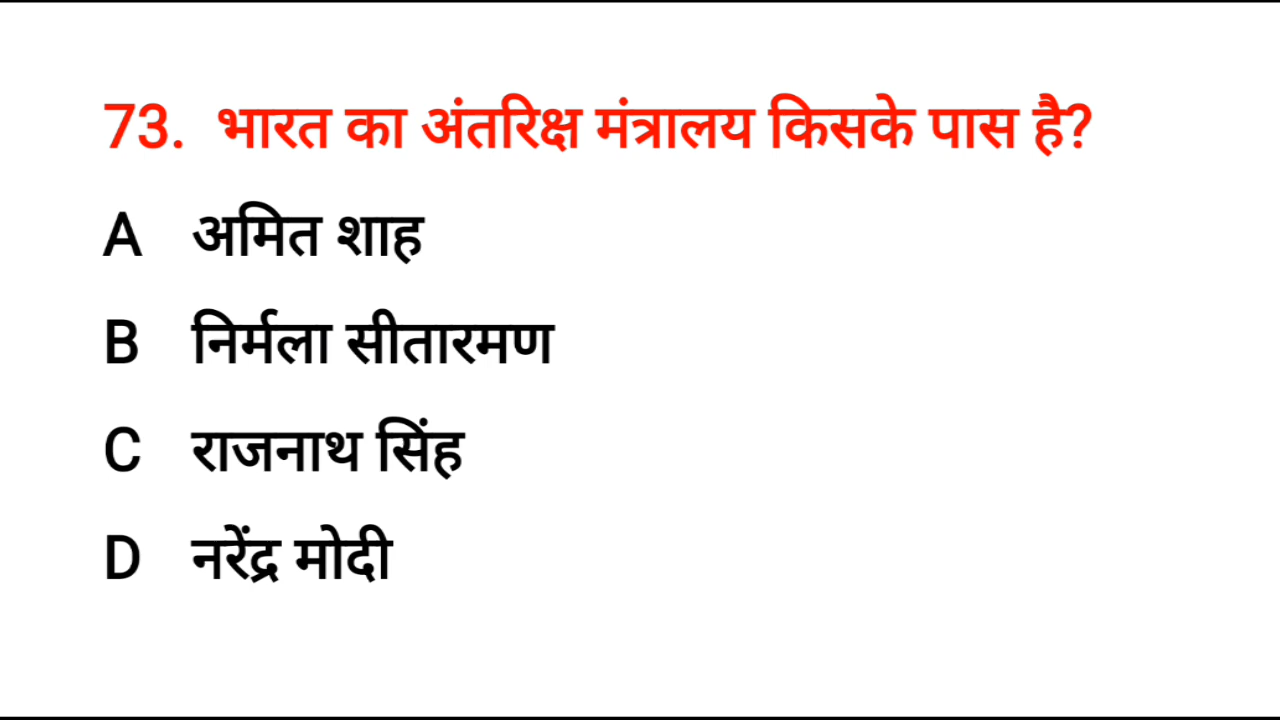 73. भारत का अंतरिक्ष मंत्रालय किसके पास है?
A अमित शाह
B निर्मला सीतारमण
C राजनाथ सिंह
D नरेंद्र मोदी